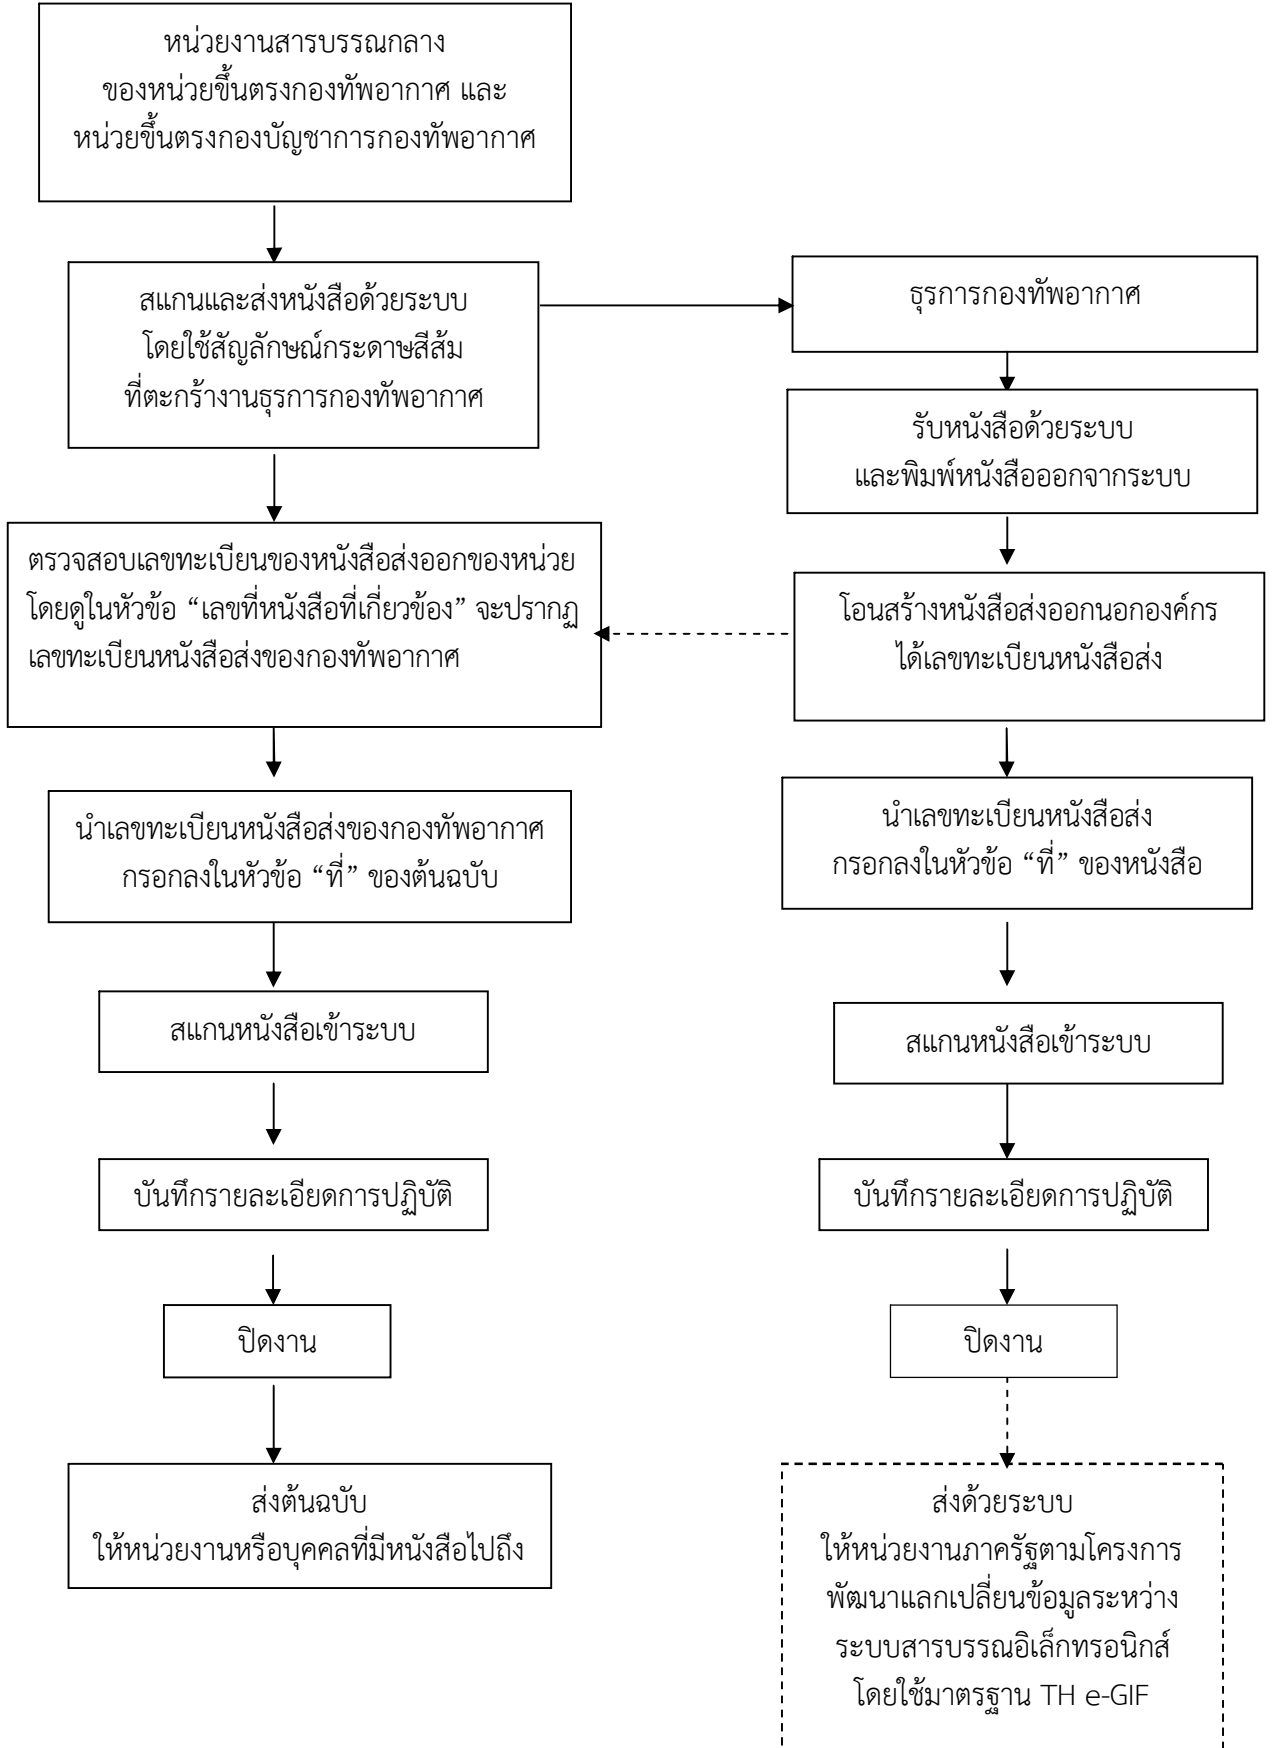 หน่วยงานสารบรรณกลาง
ของหน่วยขึ้นตรงกองทัพอากาศ และ
หน่วยขึ้นตรงกองบัญชาการกองทัพอากาศ
สแกนและส่งหนังสือด้วยระบบ
โดยใช้สัญลักษณ์กระดาษสีส้ม
ที่ตะกร้างานธุรการกองทัพอากาศ
ตรวจสอบเลขทะเบียนของหนังสือส่งออกของหน่วย
โดยดูในหัวข้อ “เลขที่หนังสือที่เกี่ยวข้อง” จะปรากฏ
เลขทะเบียนหนังสือส่งของกองทัพอากาศ
นำเลขทะเบียนหนังสือส่งของกองทัพอากาศ
กรอกลงในหัวข้อ “ที่” ของต้นฉบับ
สแกนหนังสือเข้าระบบ
บันทึกรายละเอียดการปฏิบัติ
ปิดงาน
ส่งต้นฉบับ
ให้หน่วยงานหรือบุคคลที่มีหนังสือไปถึง
ธุรการกองทัพอากาศ
รับหนังสือด้วยระบบ
และพิมพ์หนังสือออกจากระบบ
โอนสร้างหนังสือส่งออกนอกองค์กร
ได้เลขทะเบียนหนังสือส่ง
นำเลขทะเบียนหนังสือส่ง
กรอกลงในหัวข้อ “ที่” ของหนังสือ
สแกนหนังสือเข้าระบบ
บันทึกรายละเอียดการปฏิบัติ
ปิดงาน
ส่งด้วยระบบ
ให้หน่วยงานภาครัฐตามโครงการ
พัฒนาแลกเปลี่ยนข้อมูลระหว่าง
ระบบสารบรรณอิเล็กทรอนิกส์
โดยใช้มาตรฐาน TH e-GIF